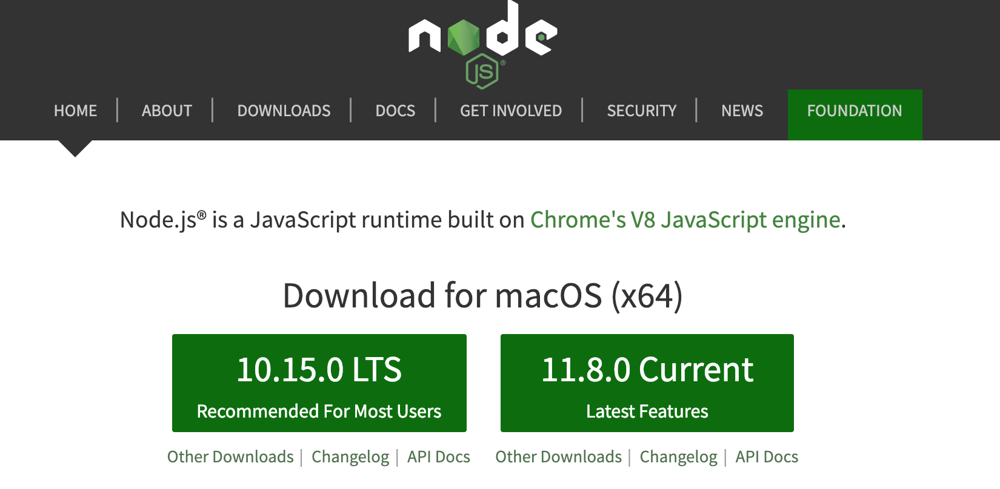 node
JS®
HOME | ABOUT | DOWNLOADS | DOCS | GET INVOLVED | SECURITY | NEWS FOUNDATION
Node.js® is a JavaScript runtime built on Chrome's V8 JavaScript engine.
Download for macOS (x64)
10.15.0 LTS
Recommended For Most Users
11.8.0 Current
Latest Features
Other Downloads | Changelog | API Docs
Other Downloads | Changelog | API Docs